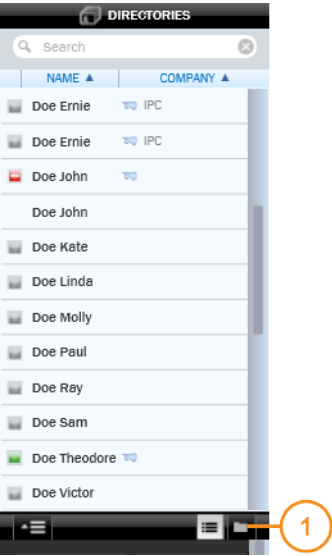 DIRECTORIES
Search
NAME ▲ COMPANY ▲
Doe Ernie IPC
Doe Ernie IPC
Doe John
Doe John
Doe Kate
Doe Linda
Doe Molly
Doe Paul
Doe Ray
Doe Sam
Doe Theodore
Doe Victor
1